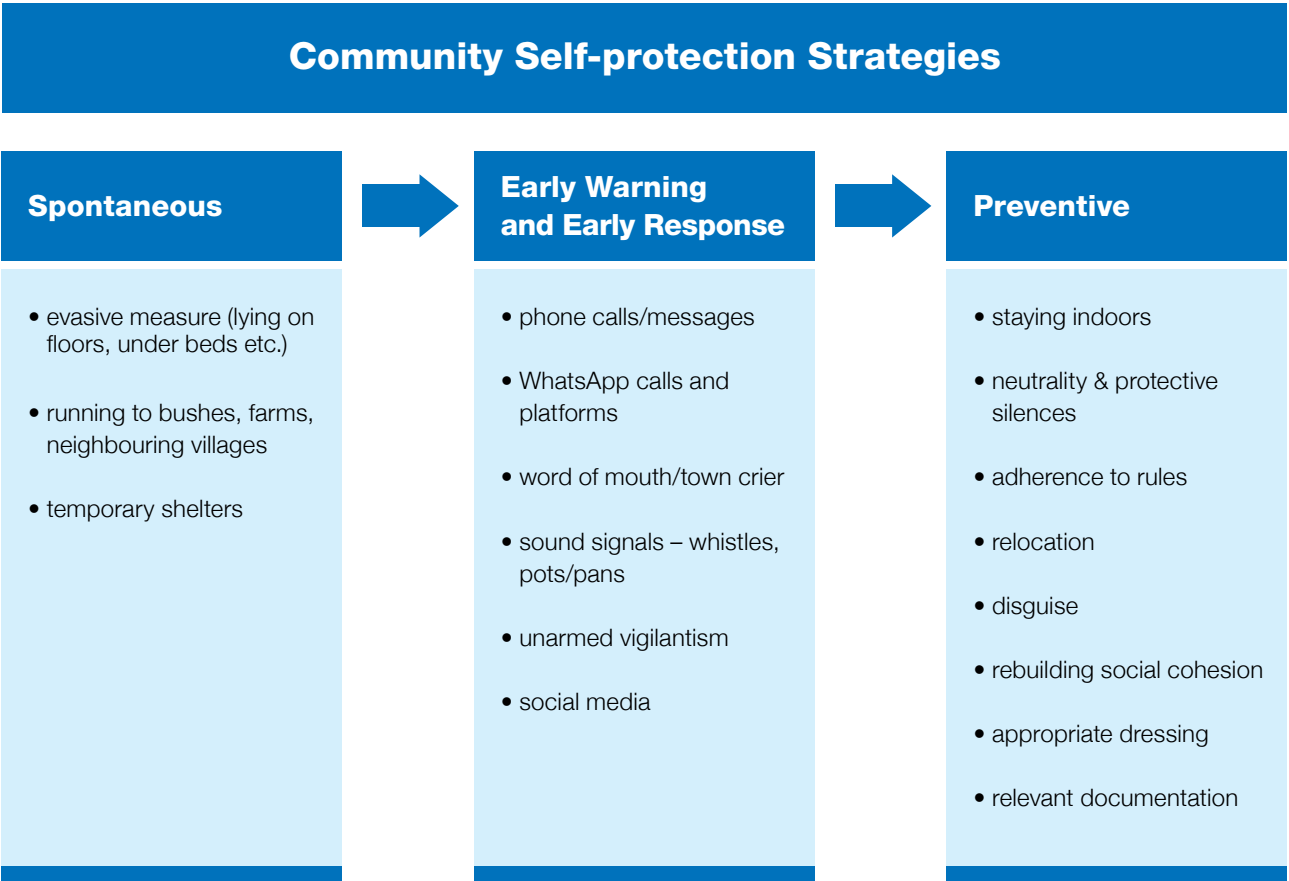 Community Self-protection Strategies
Spontaneous
• evasive measure (lying on
floors, under beds etc.)
• running to bushes, farms,
neighbouring villages
• temporary shelters
Early Warning
and Early Response
• phone calls/messages
• WhatsApp calls and
platforms
• word of mouth/town crier
• sound signals – whistles,
pots/pans
• unarmed vigilantism
• social media
Preventive
• staying indoors
• neutrality & protective
silences
• adherence to rules
• relocation
• disguise
• rebuilding social cohesion
• appropriate dressing
• relevant documentation